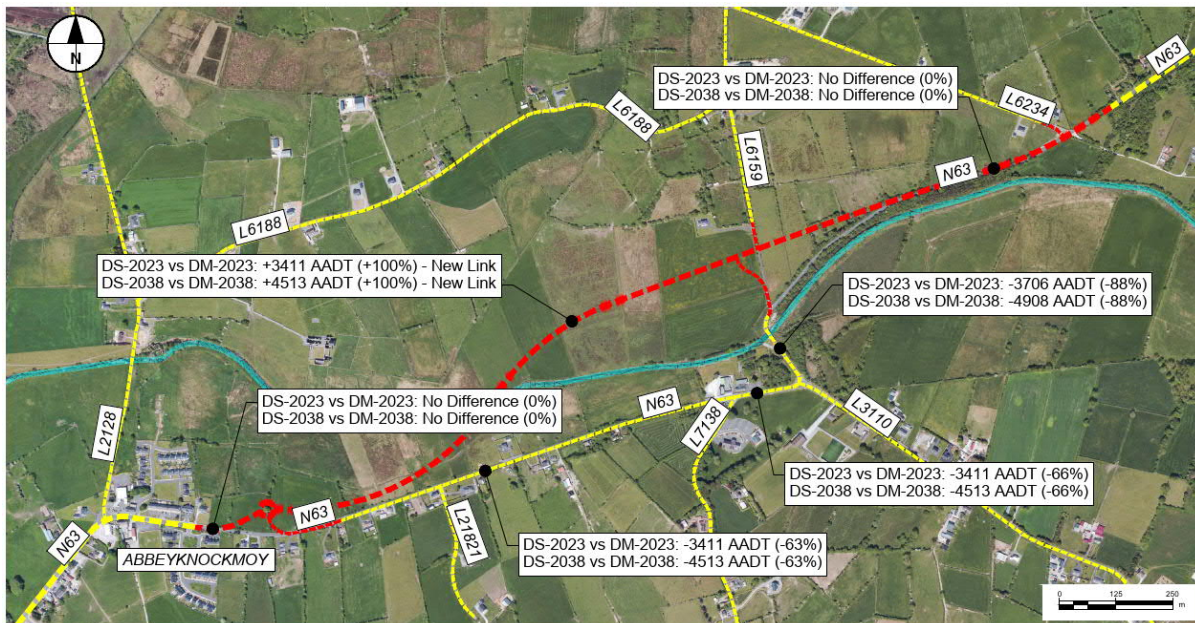 N
N63
DS-2023 vs DM-2023: No Difference (0%)
DS-2038 vs DM-2038: No Difference (0%)
L6234
L6188
L6159
N63
L6188
DS-2023 vs DM-2023: +3411 AADT (+100%) - New Link
DS-2038 vs DM-2038: +4513 AADT (+100%) - New Link
DS-2023 vs DM-2023: -3706 AADT (-88%)
DS-2038 vs DM-2038: -4908 AADT (-88%)
DS-2023 vs DM-2023: No Difference (0%)
DS-2038 vs DM-2038: No Difference (0%)
N63
L7138
L3110
L2128
DS-2023 vs DM-2023: -3411 AADT (-66%)
DS-2038 vs DM-2038: -4513 AADT (-66%)
N63
L21821
N63
ABBEYKNOCKMOY
DS-2023 vs DM-2023: -3411 AADT (-63%)
DS-2038 vs DM-2038: -4513 AADT (-63%)
0 125 250
m